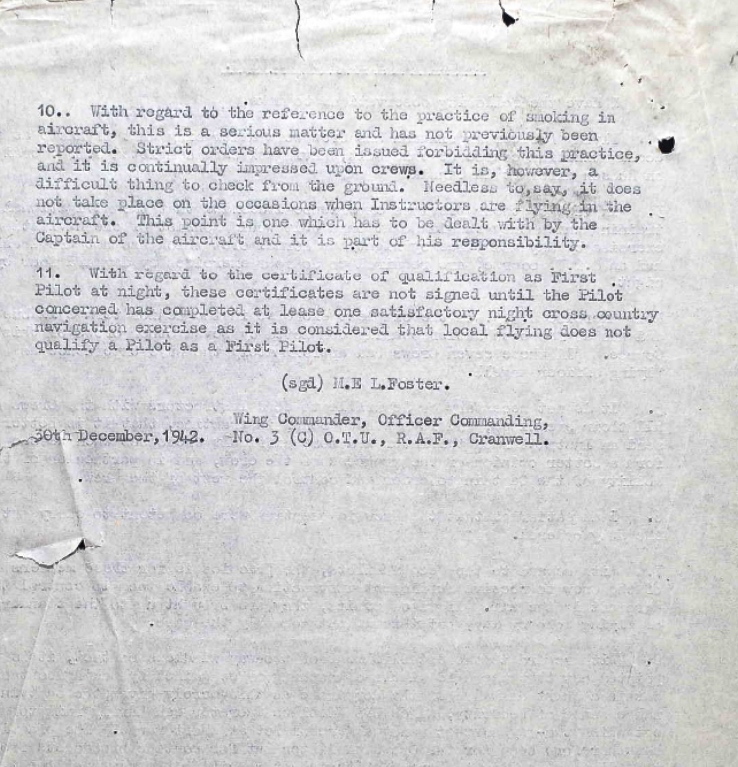 10.. With regard to the reference to the practice of smoking in
aircraft, this is a serious matter and has not previously been
reported. Strict orders have been issued forbidding this practice,
and it is continually impressed upon crews. It is, however, a
difficult thing to check from the ground. Needless to, say, it does
not take place on the occasions when Instructors are flying in the
aircraft. This point is one which has to be dealt with by the
Captain of the aircraft and it is part of his responsibility.
11. With regard to the certificate of qualification as First
Pilot at night, these certificates are not signed until the Pilot
concerned has completed at lease one satisfactory night cross country
navigation exercise as it is considered that local flying does not
qualify a Pilot as a First Pilot.
(sgd) M.E L.Foster.
Wing Commander, Officer Commanding,
30th December,1942. No. 3 (C) O.T.U., R.A.F., Cranwell.